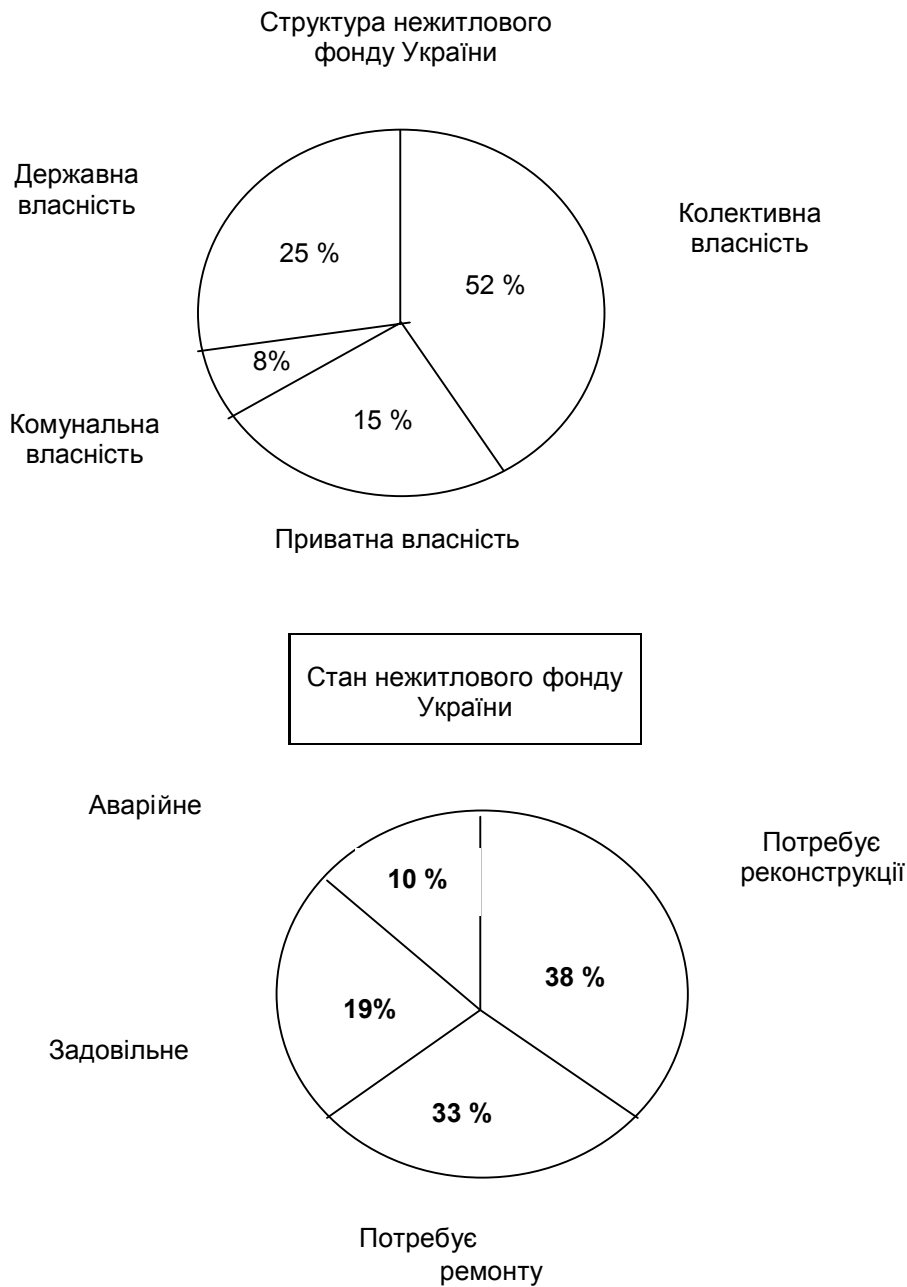 Структура нежитлового
фонду України
Державна
власність
Колективна
власність
25 %
52 %
8%
15 %
Комунальна
власність
Приватна власність
Стан нежитлового фонду
України
Аварійне
Потребує
реконструкції
10 %
38 %
19%
Задовільне
33 %
Потребує
ремонту